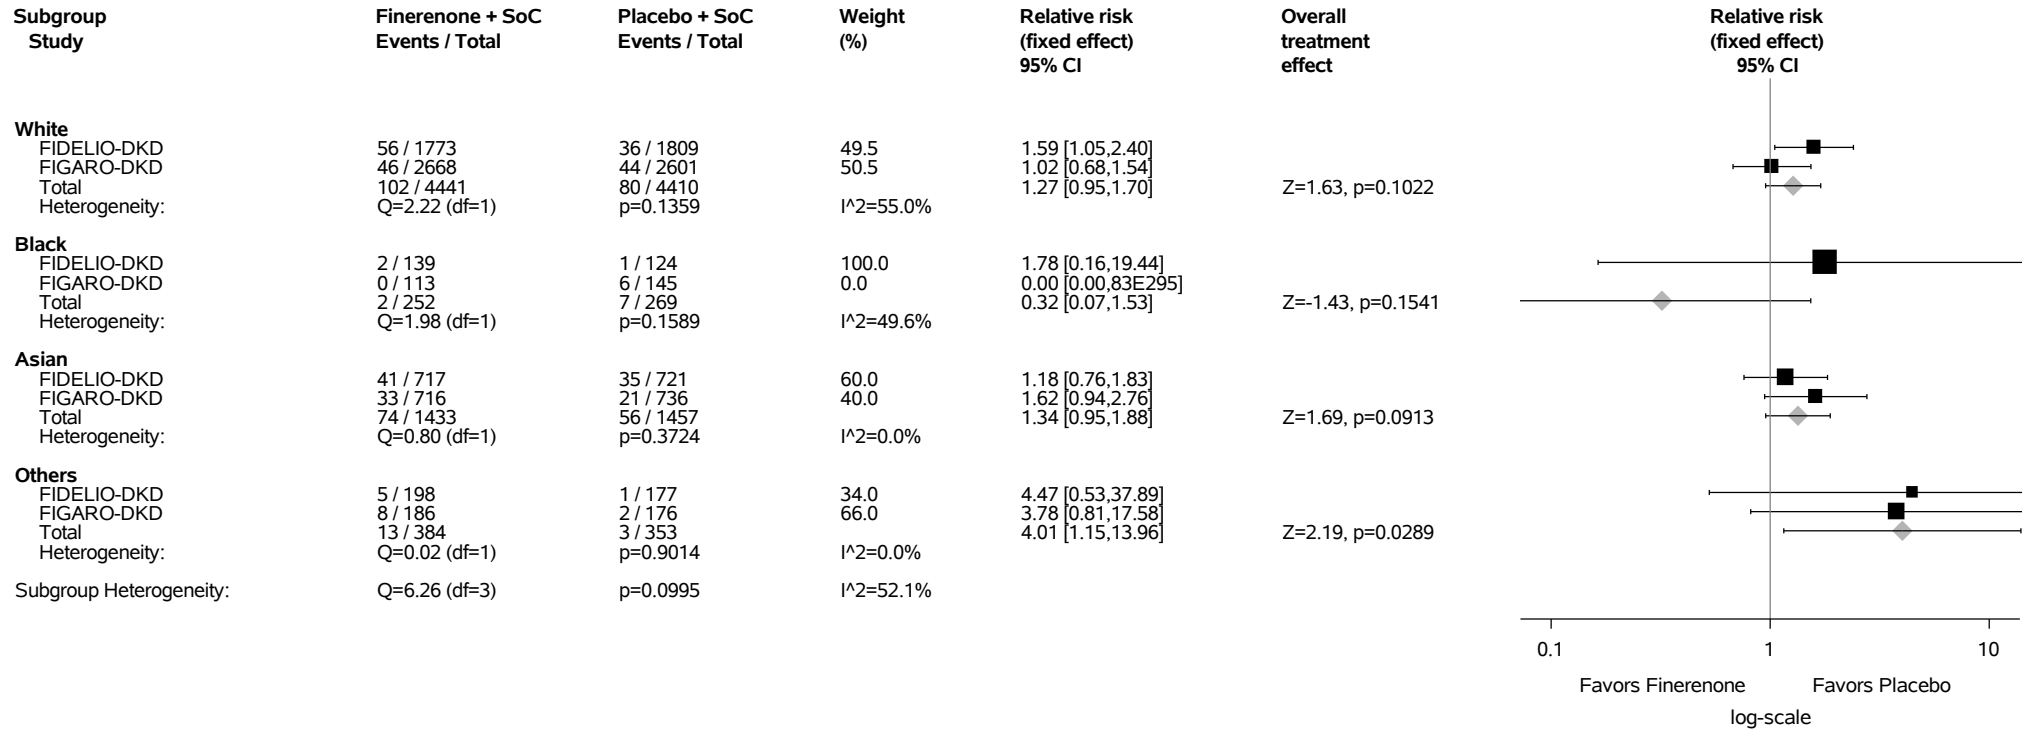 Subgroup Finerenone + SoC Placebo + SoC Weight Relative risk Overall Relative risk
Study Events / Total Events / Total (%) (fixed effect) treatment (fixed effect)
95% CI effect 95% CI
White
FIDELIO-DKD 56 / 1773 36 / 1809 49.5 1.59 [1.05,2.40]
FIGARO-DKD 46 / 2668 44 / 2601 50.5 1.02 [0.68,1.54]
Total 102 / 4441 80 / 4410 1.27 [0.95,1.70] Z=1.63, p=0.1022
Heterogeneity: Q=2.22 (df=1) p=0.1359 I^2=55.0%
Black
FIDELIO-DKD 2 / 139 1 / 124 100.0 1.78 [0.16,19.44]
FIGARO-DKD 0 / 113 6 / 145 0.0 0.00 [0.00,83E295]
Total 2 / 252 7 / 269 0.32 [0.07,1.53] Z=-1.43, p=0.1541
Heterogeneity: Q=1.98 (df=1) p=0.1589 I^2=49.6%
Asian
FIDELIO-DKD 41 / 717 35 / 721 60.0 1.18 [0.76,1.83]
FIGARO-DKD 33 / 716 21 / 736 40.0 1.62 [0.94,2.76]
Total 74 / 1433 56 / 1457 1.34 [0.95,1.88] Z=1.69, p=0.0913
Heterogeneity: Q=0.80 (df=1) p=0.3724 I^2=0.0%
Others
FIDELIO-DKD 5 / 198 1 / 177 34.0 4.47 [0.53,37.89]
FIGARO-DKD 8 / 186 2 / 176 66.0 3.78 [0.81,17.58]
Total 13 / 384 3 / 353 4.01 [1.15,13.96] Z=2.19, p=0.0289
Heterogeneity: Q=0.02 (df=1) p=0.9014 I^2=0.0%
Subgroup Heterogeneity: Q=6.26 (df=3) p=0.0995 I^2=52.1%
0.1 1 10
Favors Finerenone Favors Placebo
log-scale